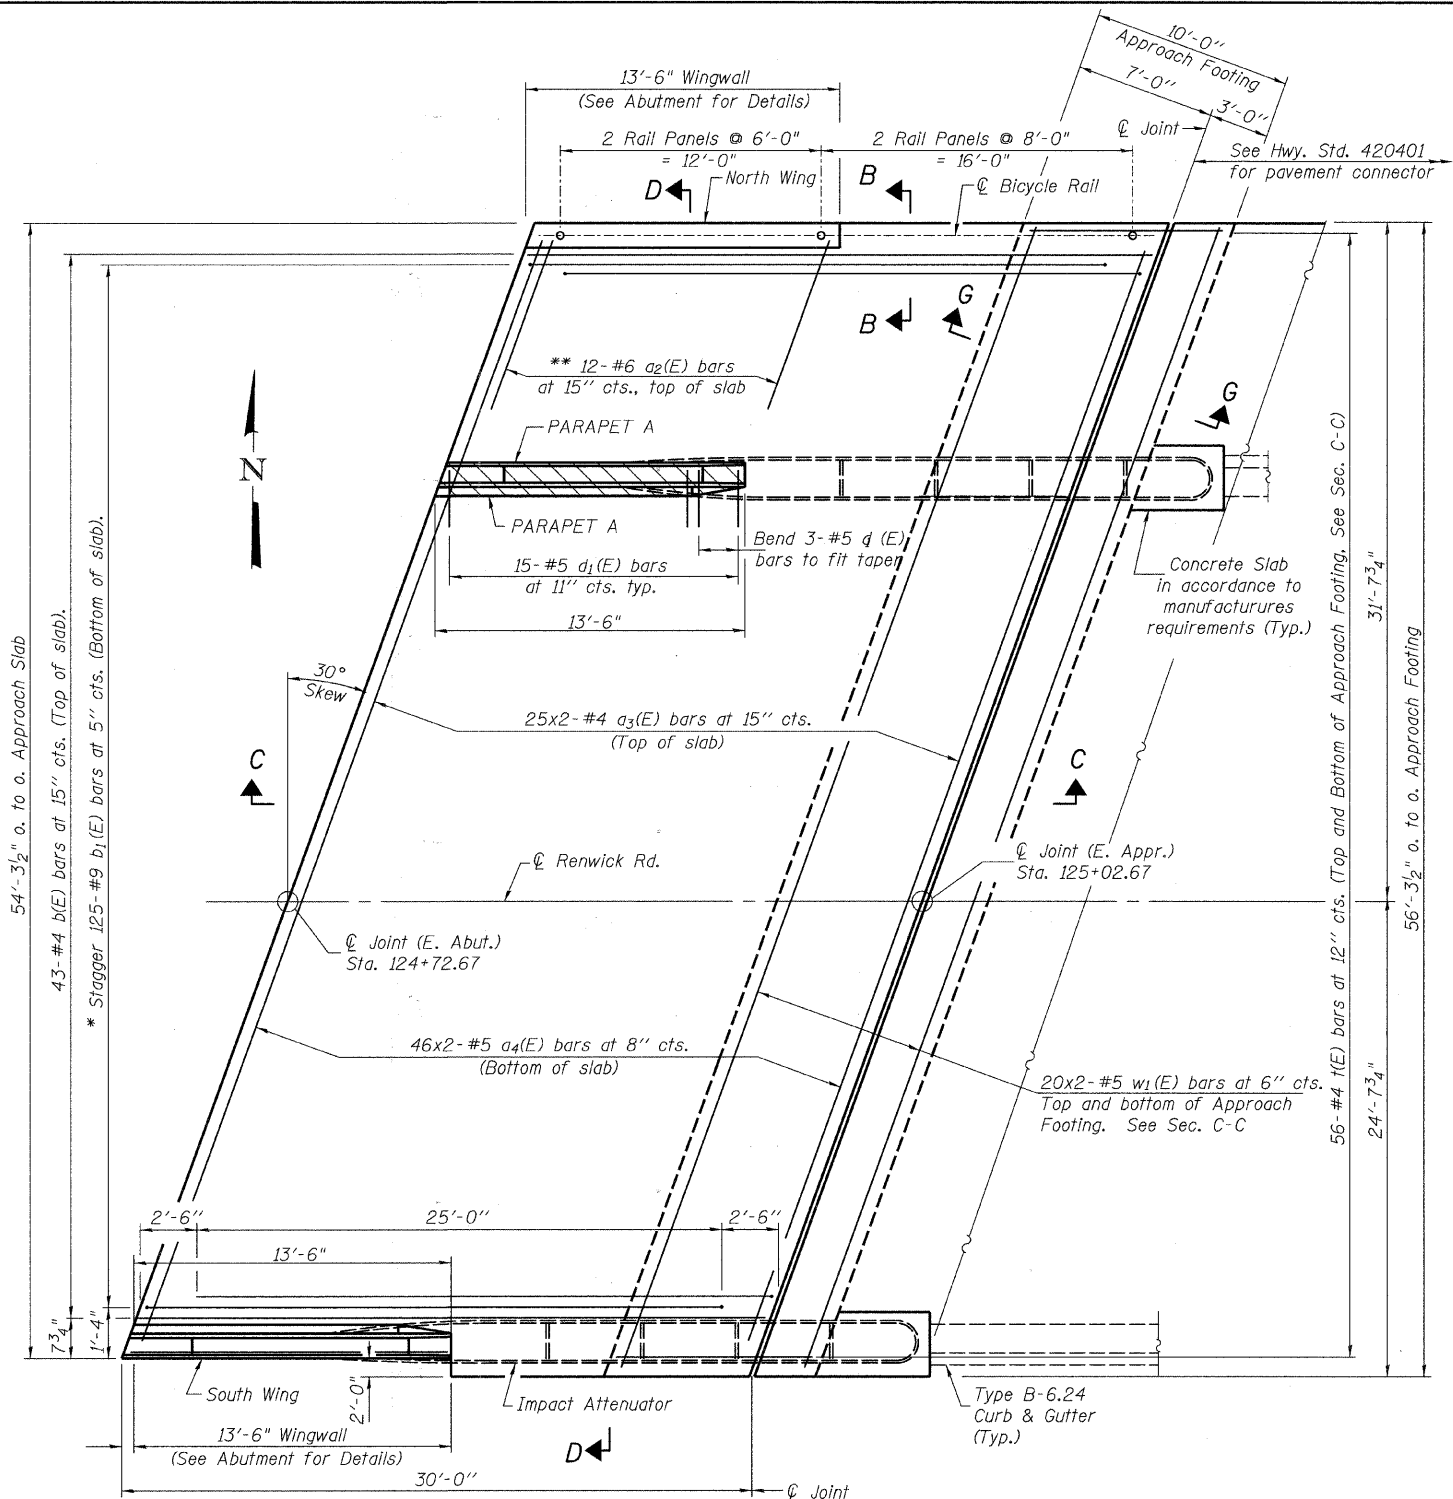 10'-0"
Approach Footing
7'-0"
3'-0"
13'-6" Wingwall
(See Abutment for Details)
℄ Joint
2 Rail Panels @ 6'-0"
= 12'-0"
2 Rail Panels @ 8'-0"
= 16'-0"
See Hwy. Std. 420401
for pavement connector
D
North Wing
B
℄ Bicycle Rail
B
G
** 12-#6 a2(E) bars
at 15" cts., top of slab
G
PARAPET A
N
PARAPET A
Bend 3-#5 d (E)
bars to fit taper
15-#5 d1(E) bars
at 11" cts. typ.
13'-6"
Concrete Slab
in accordance to
manufacturures
requirements (Typ.)
30°
Skew
25x2-#4 a3(E) bars at 15" cts.
(Top of slab)
C
C
54'-3½" o. to o. Approach Slab
43-#4 b(E) bars at 15" cts. (Top of slab).
* Stagger 125-#9 b1(E) bars at 5" cts. (Bottom of slab).
56-#4 t(E) bars at 12" cts. (Top and Bottom of Approach Footing, See Sec. C-C)
31'-7¾"
24'-7¾"
56'-3½" o. to o. Approach Footing
℄ Renwick Rd.
℄ Joint (E. Appr.)
Sta. 125+02.67
℄ Joint (E. Abut.)
Sta. 124+72.67
46x2-#5 a4(E) bars at 8" cts.
(Bottom of slab)
20x2-#5 w1(E) bars at 6" cts.
Top and bottom of Approach
Footing. See Sec. C-C
2'-6"
25'-0"
2'-6"
13'-6"
7¾"
1'-4"
South Wing
2'-0"
Impact Attenuator
Type B-6.24
Curb & Gutter
(Typ.)
13'-6" Wingwall
(See Abutment for Details)
D
30'-0"
℄ Joint